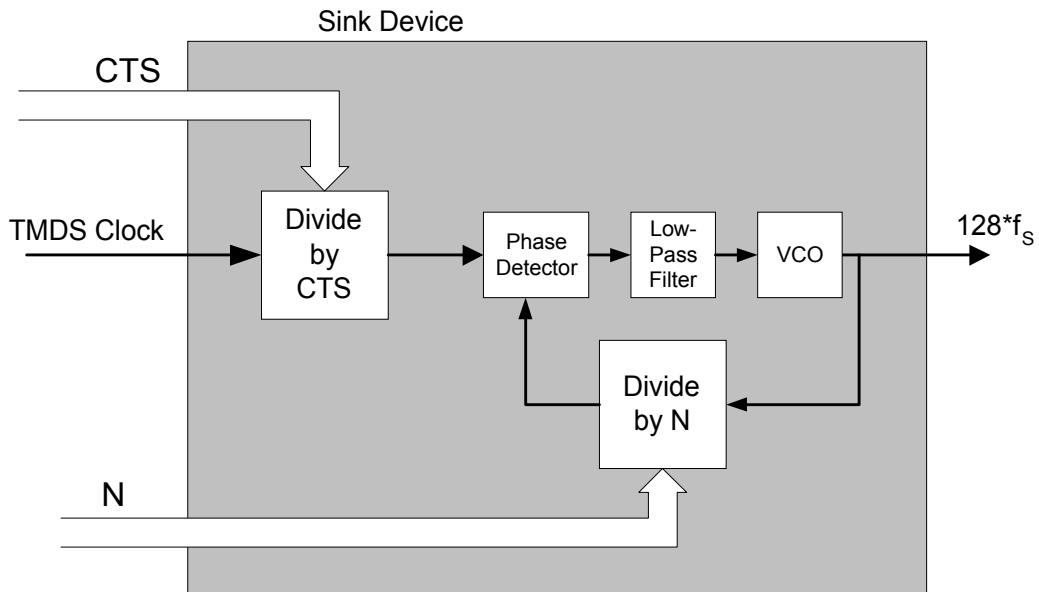 Sink Device
CTS
TMDS Clock
Divide
by
CTS
Phase
Detector
Low-
Pass
Filter
VCO
128*fS
Divide
by N
N